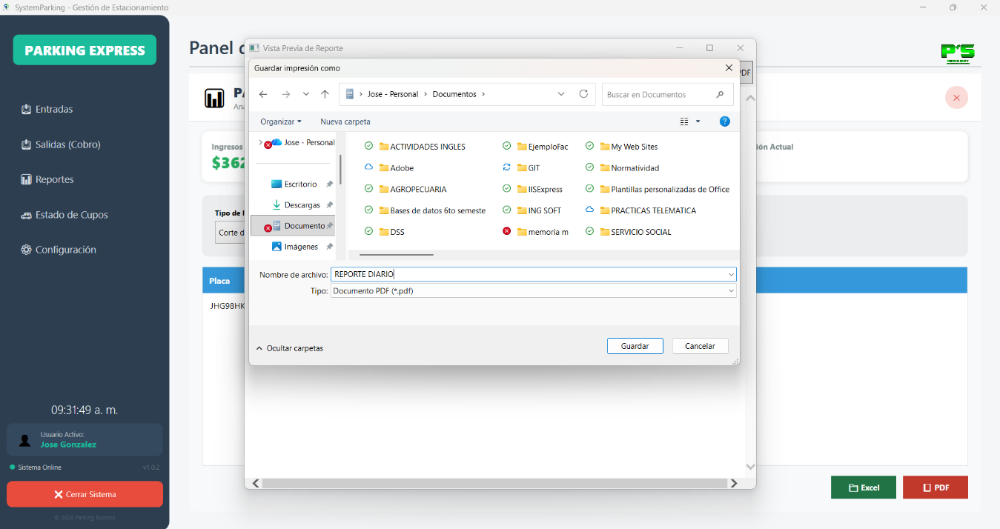 SystemParking - Gestión de Estacionamiento
PARKING EXPRESS
Entradas
Salidas (Cobro)
Reportes
Estado de Cupos
Configuración
09:31:49 a. m.
Usuario Activo:
Jose Gonzalez
Sistema Online
v1.0.2
Cerrar Sistema
© 2026 Parking Express
Panel
P'S
Ingresos
$362
ión Actual
Tipo de
Corte d
Placa
JHG98HK
Excel
PDF
Vista Previa de Reporte
PDF
Guardar impresión como
Jose - Personal > Documentos >
Buscar en Documentos
Organizar
Nueva carpeta
Jose - Personal
Escritorio
Descargas
Documento
Imágenes
ACTIVIDADES INGLES
EjemploFac
My Web Sites
Adobe
GIT
Normatividad
AGROPECUARIA
IISExpress
Plantillas personalizadas de Office
Bases de datos 6to semeste
ING SOFT
PRACTICAS TELEMATICA
DSS
memoria m
SERVICIO SOCIAL
Nombre de archivo: REPORTE DIARIO
Tipo: Documento PDF (*.pdf)
Ocultar carpetas
Guardar
Cancelar